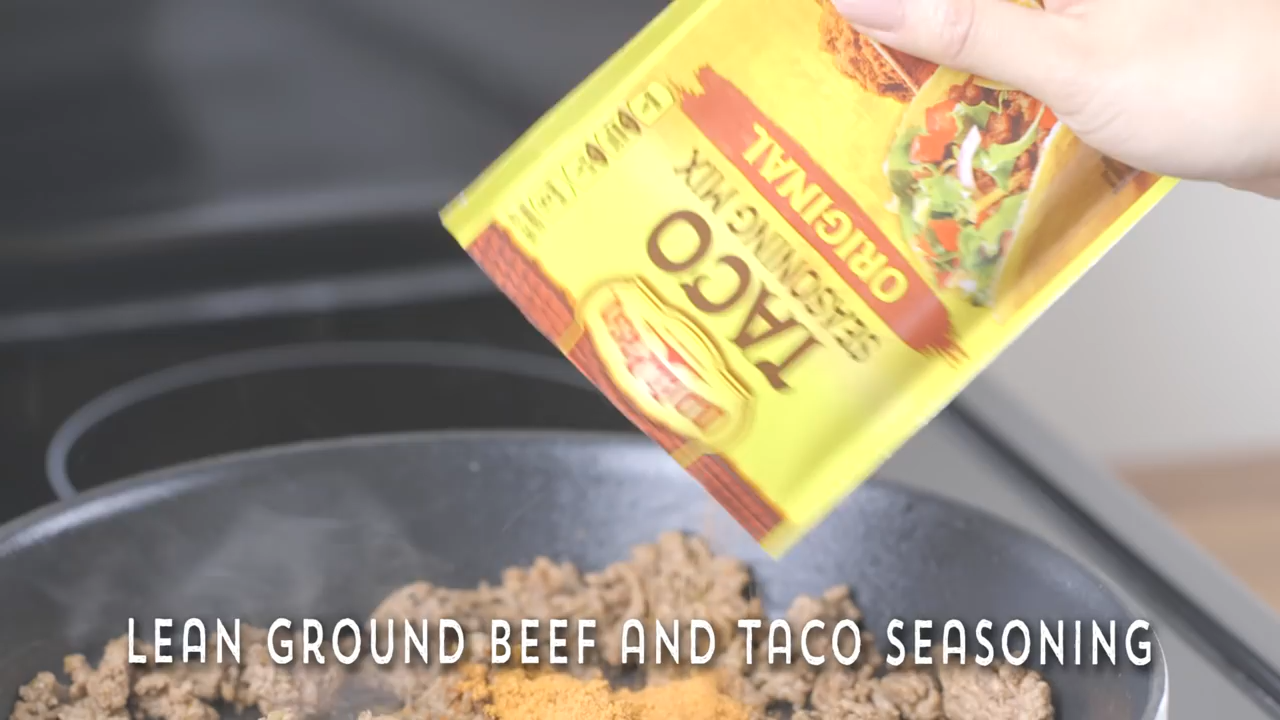 TACO
SEASONING MIX
ORIGINAL
LEAN GROUND BEEF AND TACO SEASONING